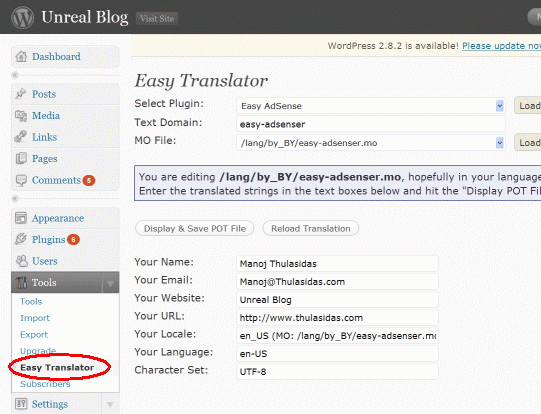 Unreal Blog Visit Site
WordPress 2.8.2 is available! Please update now
Dashboard
Posts
Media
Links
Pages
Comments 5
Appearance
Plugins 6
Users
Tools
Tools
Import
Export
Upgrade
Easy Translator
Subscribers
Settings
Easy Translator
Select Plugin: Easy AdSense Load
Text Domain: easy-adsenser
MO File: /lang/by_BY/easy-adsenser.mo Load
You are editing /lang/by_BY/easy-adsenser.mo, hopefully in your language
Enter the translated strings in the text boxes below and hit the "Display POT Fi
Display & Save POT File Reload Translation
Your Name: Manoj Thulasidas
Your Email: Manoj@Thulasidas.com
Your Website: Unreal Blog
Your URL: http://www.thulasidas.com
Your Locale: en_US (MO: /lang/by_BY/easy-adsenser.mo
Your Language: en-US
Character Set: UTF-8